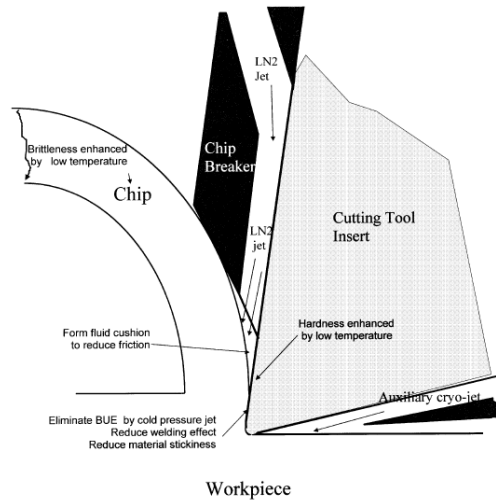 LN2
Jet
Brittleness enhanced
by low temperature
Chip
Chip
Breaker
Cutting Tool
Insert
LN2
jet
Form fluid cushion
to reduce friction
Hardness enhanced
by low temperature
Auxiliary cryo-jet
Eliminate BUE by cold pressure jet
Reduce welding effect
Reduce material stickiness
Workpiece